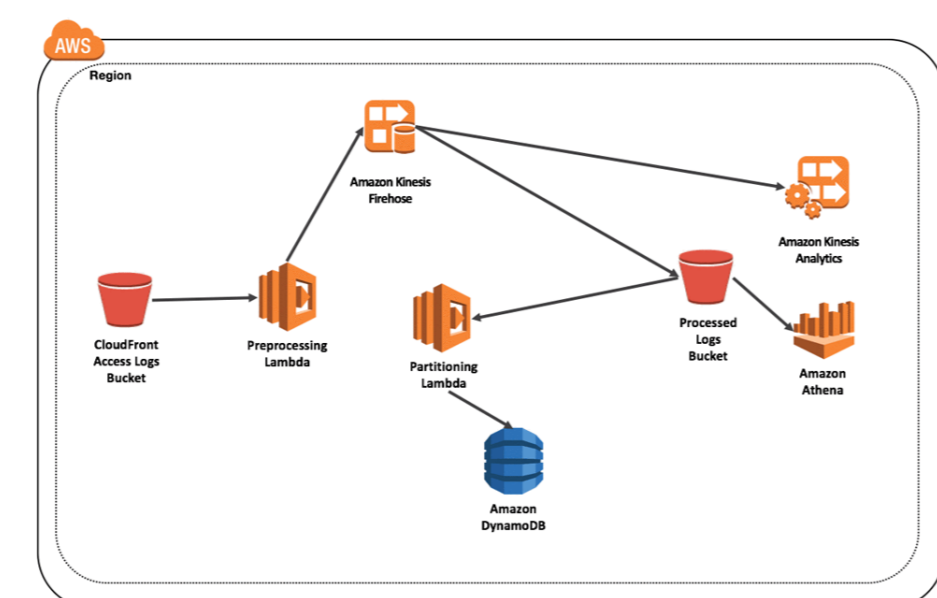 AWS
Region
Amazon Kinesis
Firehose
Amazon Kinesis
Analytics
CloudFront
Access Logs
Bucket
Preprocessing
Lambda
Partitioning
Lambda
Processed
Logs
Bucket
Amazon
Athena
Amazon
DynamoDB